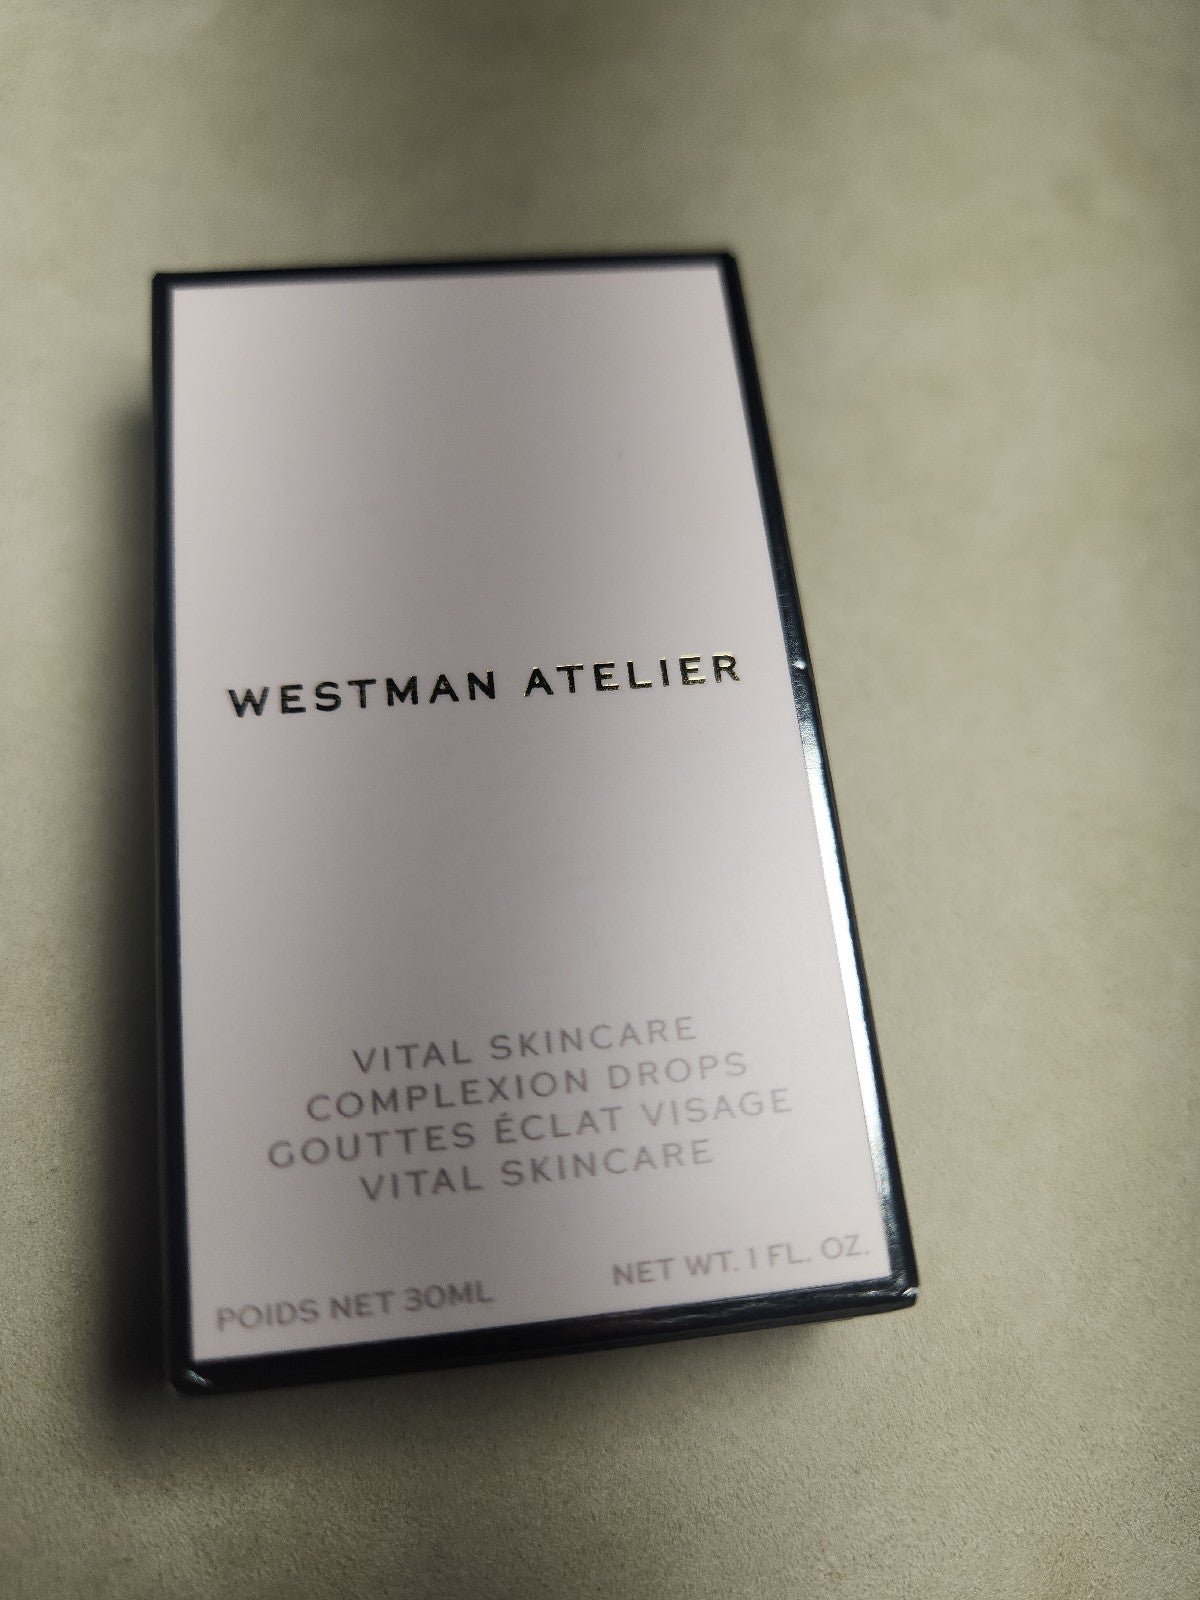 WESTMAN ATELIER
VITAL SKINCARE
COMPLEXION DROPS
GOUTTES ÉCLAT VISAGE
VITAL SKINCARE
POIDS NET 30ML
NET WT. 1 FL. OZ.